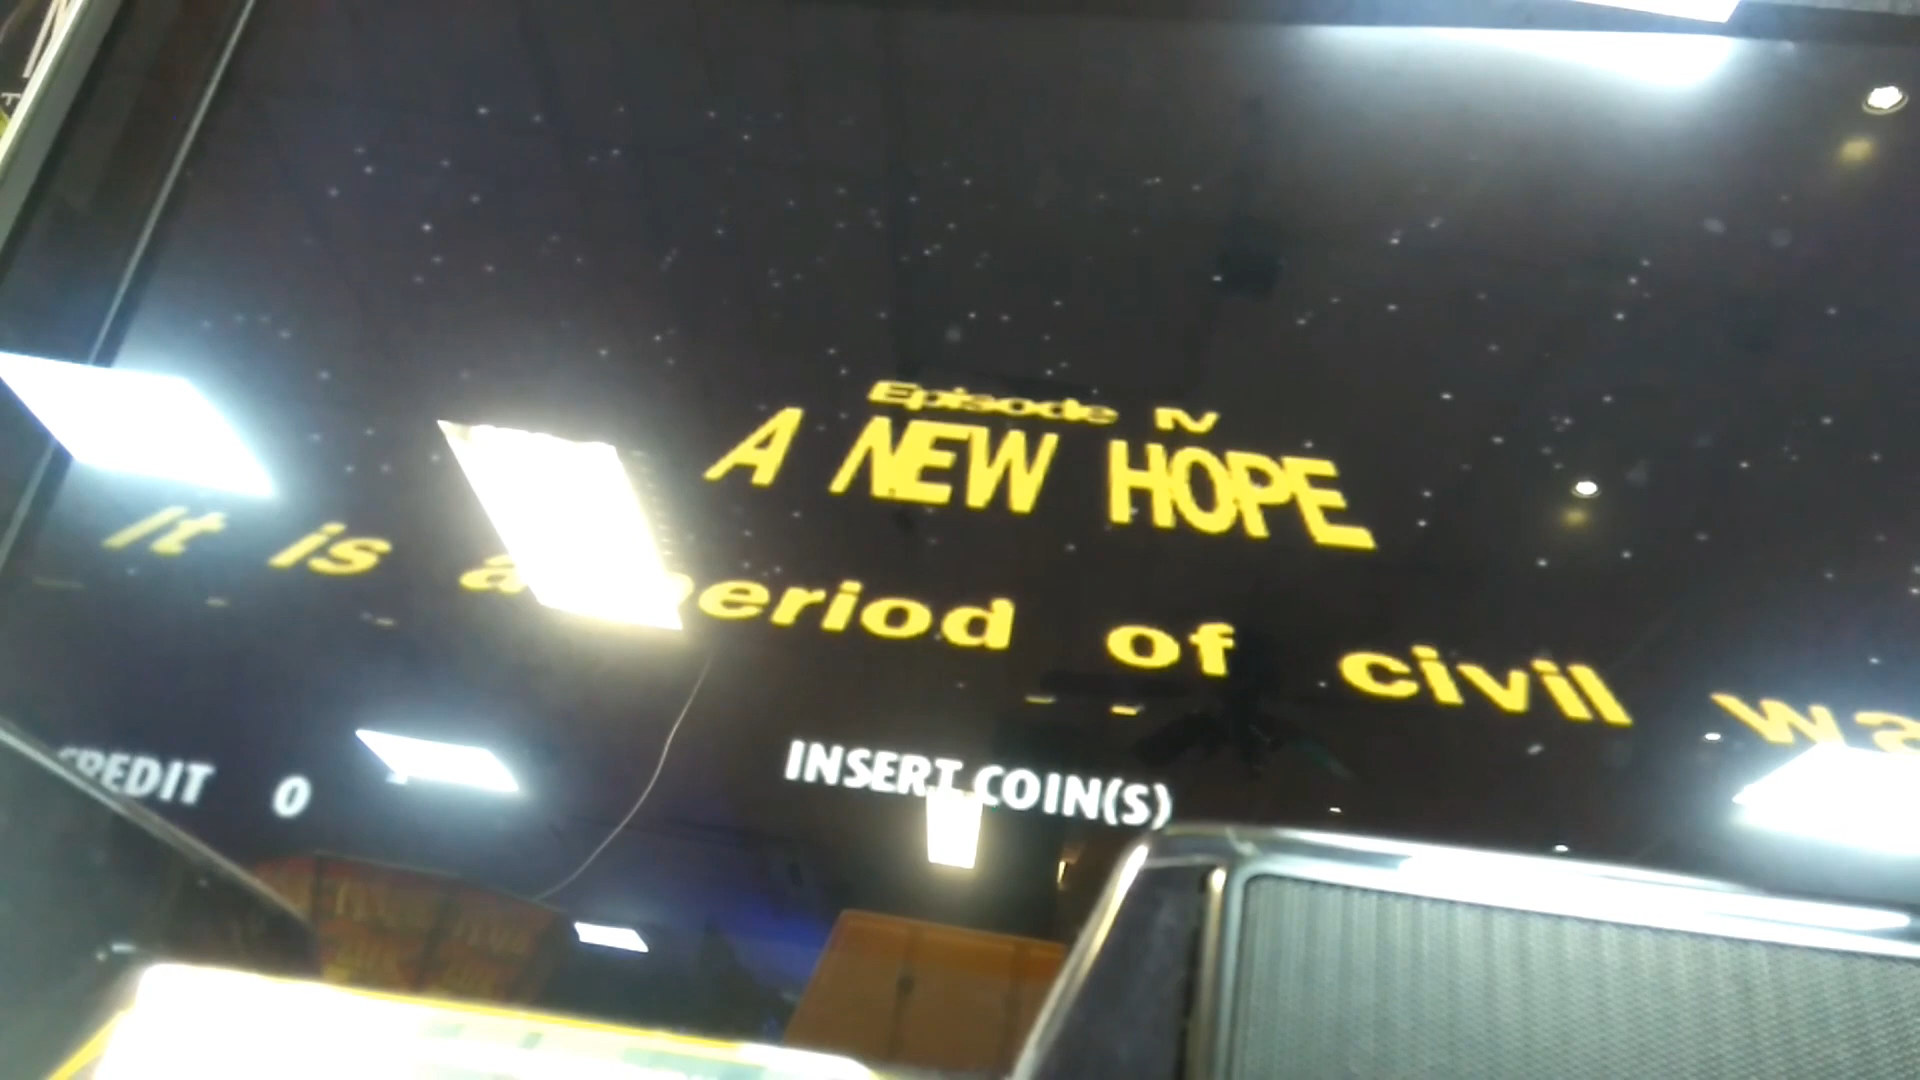 Episode IV
A NEW HOPE
It is a period of civil
CREDIT 0
INSERT COIN(S)